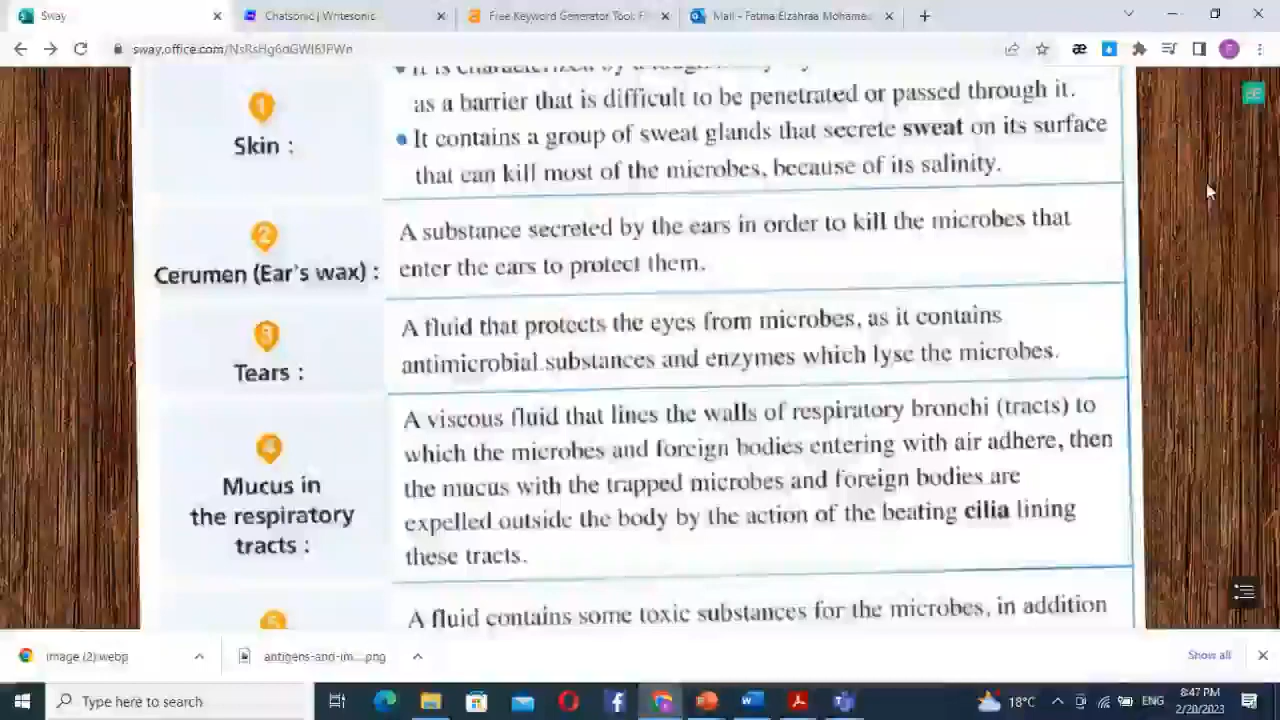 Sway
Chatsonic | Writesonic
Free Keyword Generator Tool: F
Mail - Fatma Elzahraa Mohame
sway.office.com/NsRsHg6dGWI6JPWn
as a barrier that is difficult to be penetrated or passed through it.
1
Skin :
• It contains a group of sweat glands that secrete sweat on its surface
that can kill most of the microbes, because of its salinity.
2
Cerumen (Ear's wax) :
A substance secreted by the ears in order to kill the microbes that
enter the ears to protect them.
3
Tears :
A fluid that protects the eyes from microbes, as it contains
antimicrobial substances and enzymes which lyse the microbes.
4
Mucus in
the respiratory
tracts :
A viscous fluid that lines the walls of respiratory bronchi (tracts) to
which the microbes and foreign bodies entering with air adhere, then
the mucus with the trapped microbes and foreign bodies are
expelled outside the body by the action of the beating cilia lining
these tracts.
5
A fluid contains some toxic substances for the microbes, in addition
image (2).webp
antigens-and-im....png
Show all
Type here to search
18°C
ENG
8:47 PM
2/20/2023